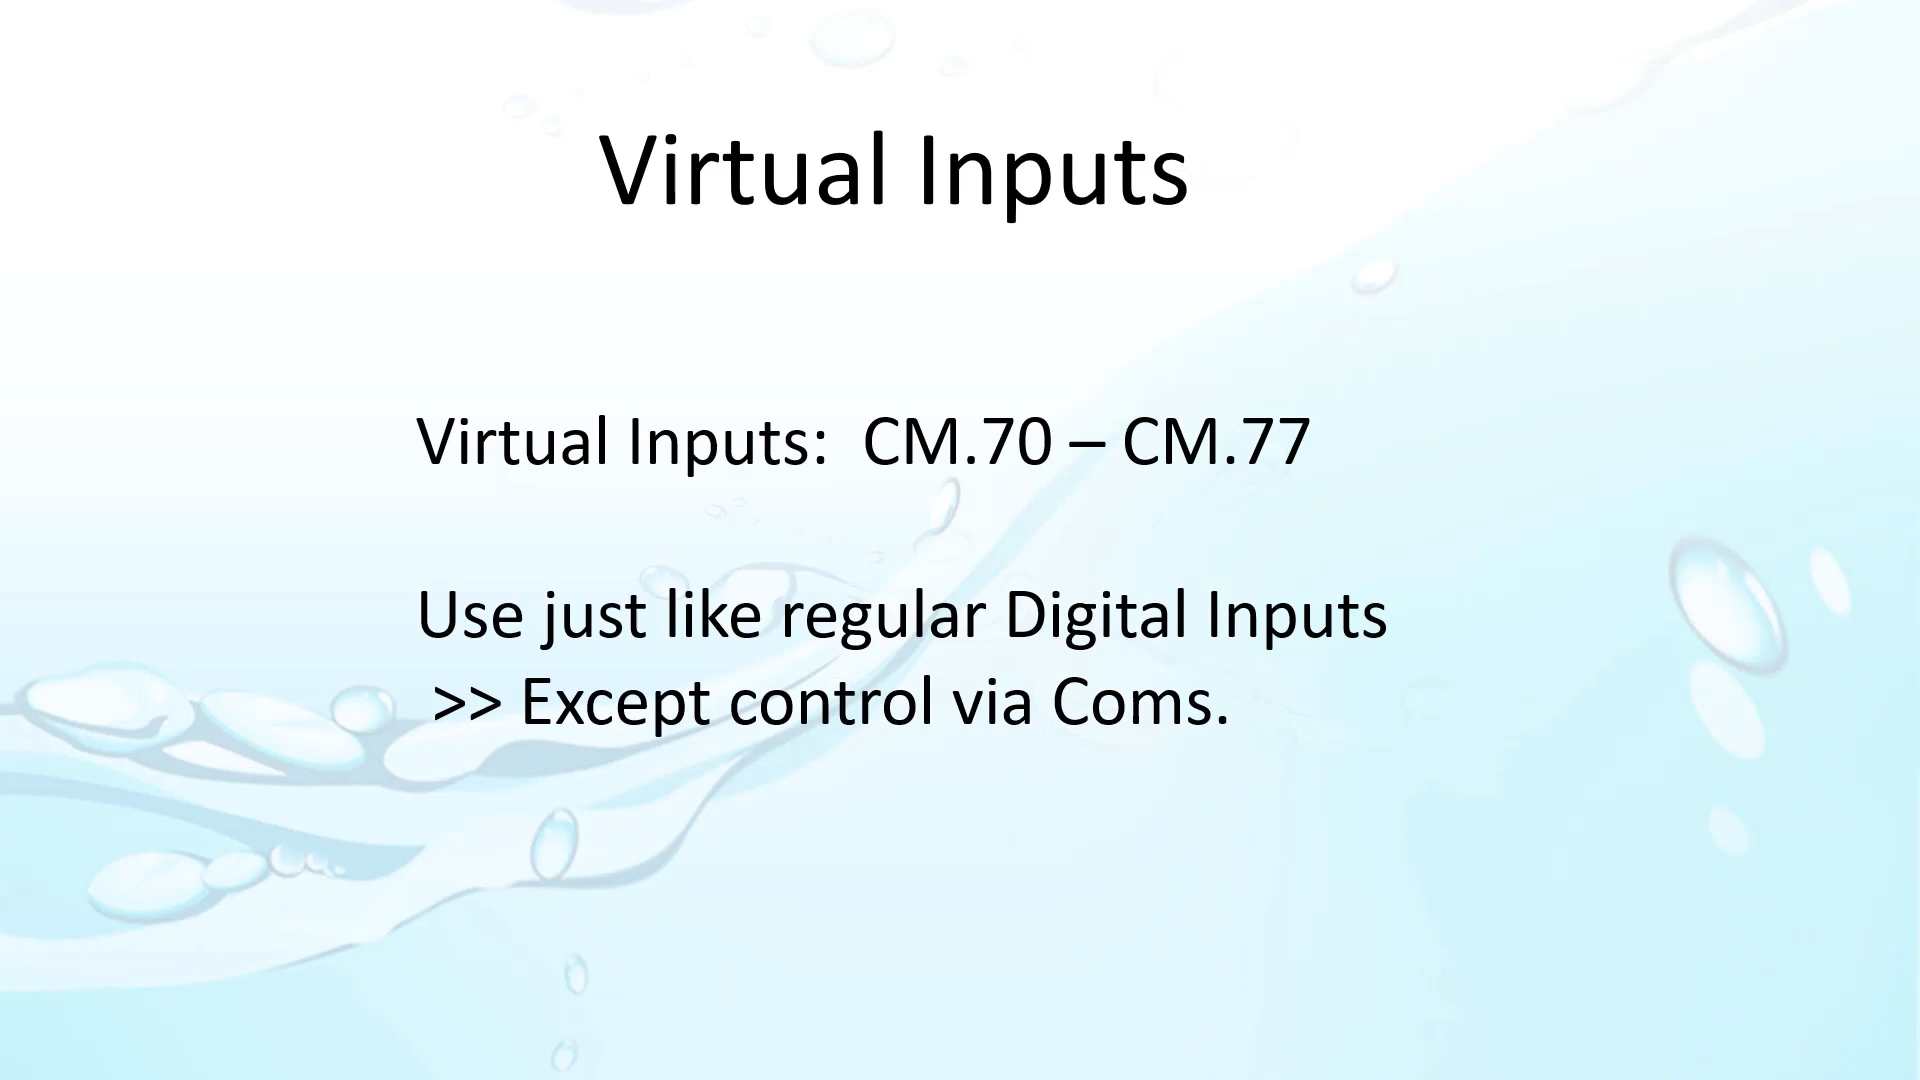 Virtual Inputs
Virtual Inputs:  CM.70 – CM.77
Use just like regular Digital Inputs
>> Except control via Coms.